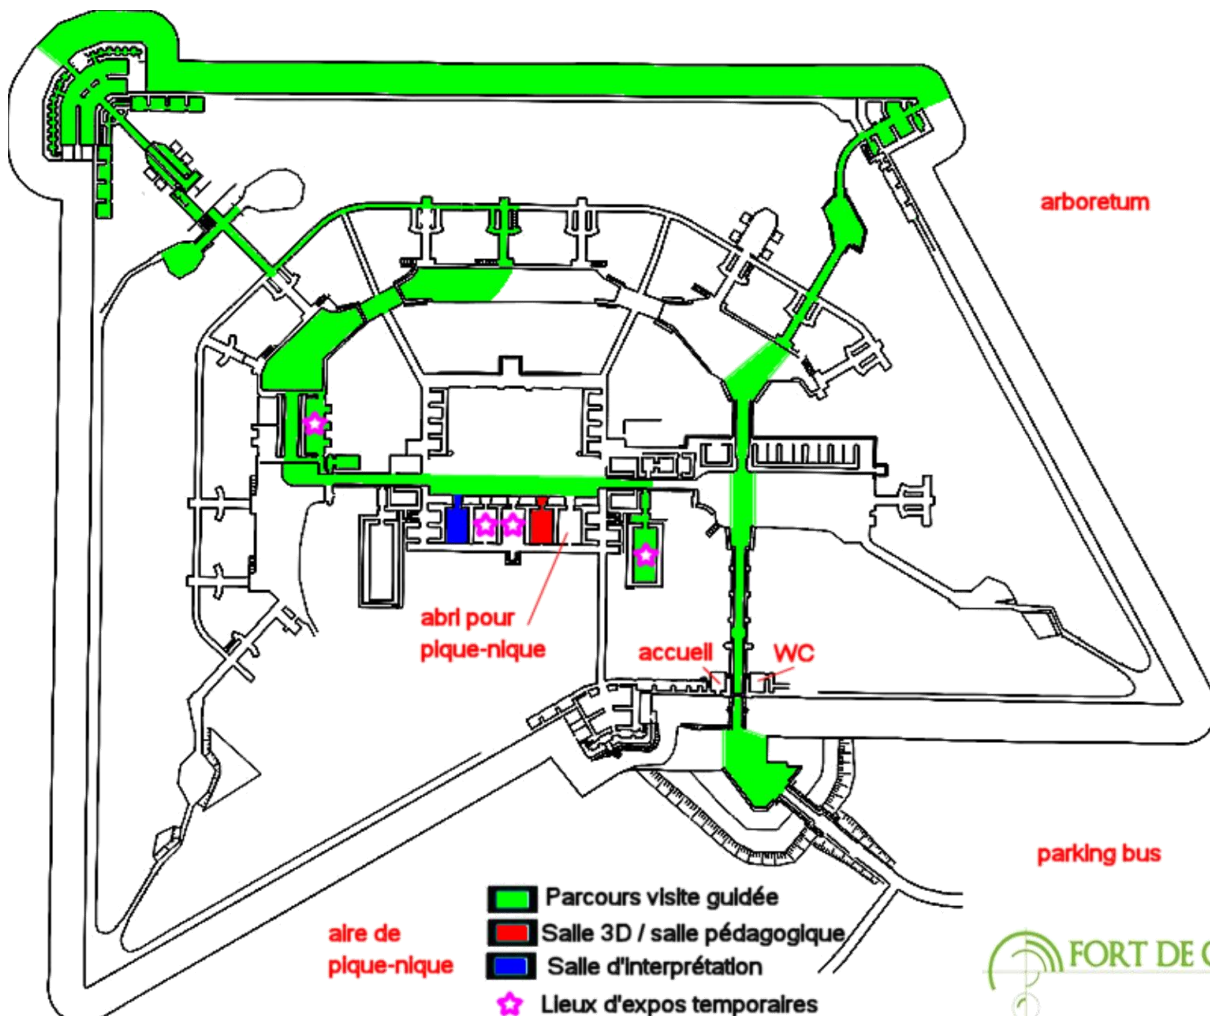 arboretum
abri pour
pique-nique
accueil
WC
parking bus
aire de
pique-nique
Parcours visite guidée
Salle 3D / salle pédagogique
Salle d'interprétation
Lieux d'expos temporaires
FORT DE